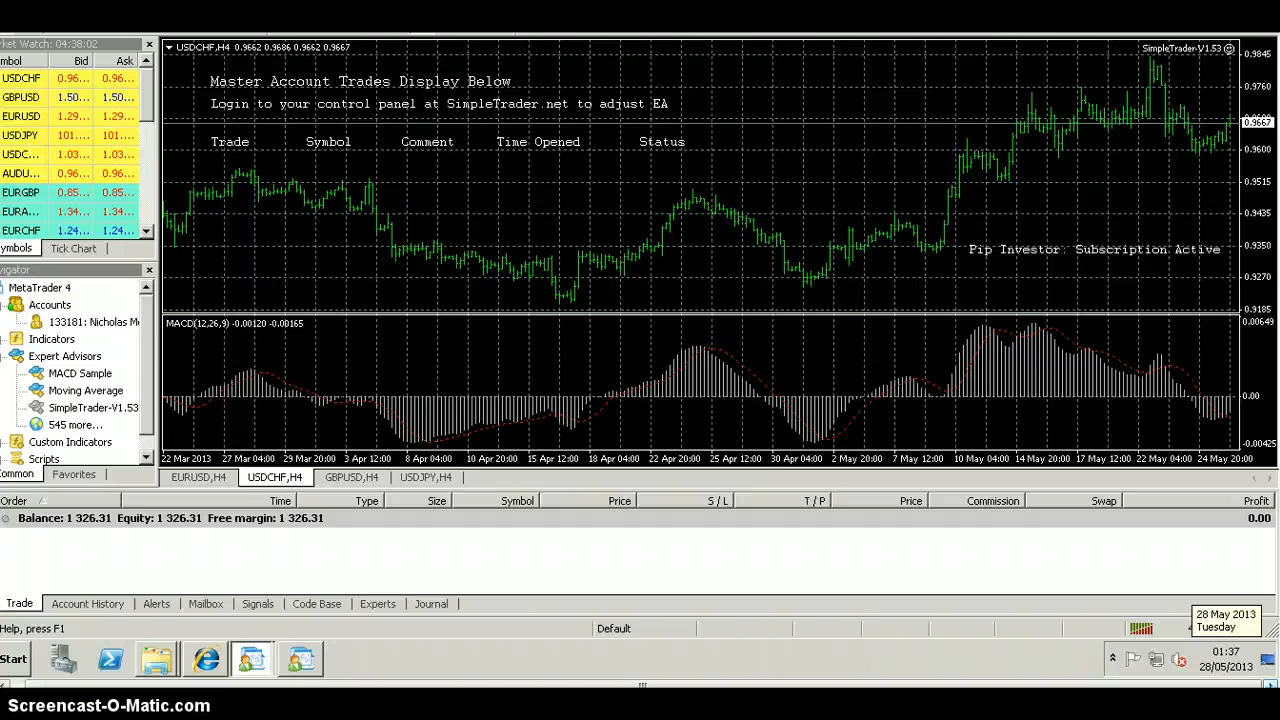 ket Watch: 04:38:02
mbol Bid Ask
USDCHF 0.96... 0.96...
GBPUSD 1.50... 1.50...
EURUSD 1.29... 1.29...
USDJPY 101.... 101....
USDC... 1.03... 1.03...
AUDU... 0.96... 0.96...
EURGBP 0.85... 0.85...
EURA... 1.34... 1.34...
EURCHF 1.24... 1.24...
ymbols Tick Chart
vigator
MetaTrader 4
Accounts
133181: Nicholas Mo
Indicators
Expert Advisors
MACD Sample
Moving Average
SimpleTrader-V1.53
545 more...
Custom Indicators
Scripts
ommon Favorites
USDCHF,H4 0.9662 0.9686 0.9662 0.9667
SimpleTrader-V1.53
Master Account Trades Display Below
Login to your control panel at SimpleTrader.net to adjust EA
Trade Symbol Comment Time Opened Status
Pip Investor: Subscription Active
0.9845
0.9760
0.9667
0.9600
0.9515
0.9435
0.9350
0.9270
0.9185
MACD(12,26,9) -0.00120 -0.00165
0.00649
0.00
-0.00425
22 Mar 2013 27 Mar 04:00 29 Mar 20:00 3 Apr 12:00 8 Apr 04:00 10 Apr 20:00 15 Apr 12:00 18 Apr 04:00 22 Apr 20:00 25 Apr 12:00 30 Apr 04:00 2 May 20:00 7 May 12:00 10 May 04:00 14 May 20:00 17 May 12:00 22 May 04:00 24 May 20:00
EURUSD,H4 USDCHF,H4 GBPUSD,H4 USDJPY,H4
Order Time Type Size Symbol Price S / L T / P Price Commission Swap Profit
Balance: 1 326.31 Equity: 1 326.31 Free margin: 1 326.31 0.00
Trade Account History Alerts Mailbox Signals Code Base Experts Journal
Help, press F1 Default
28 May 2013
Tuesday
Start
01:37
28/05/2013
Screencast-O-Matic.com